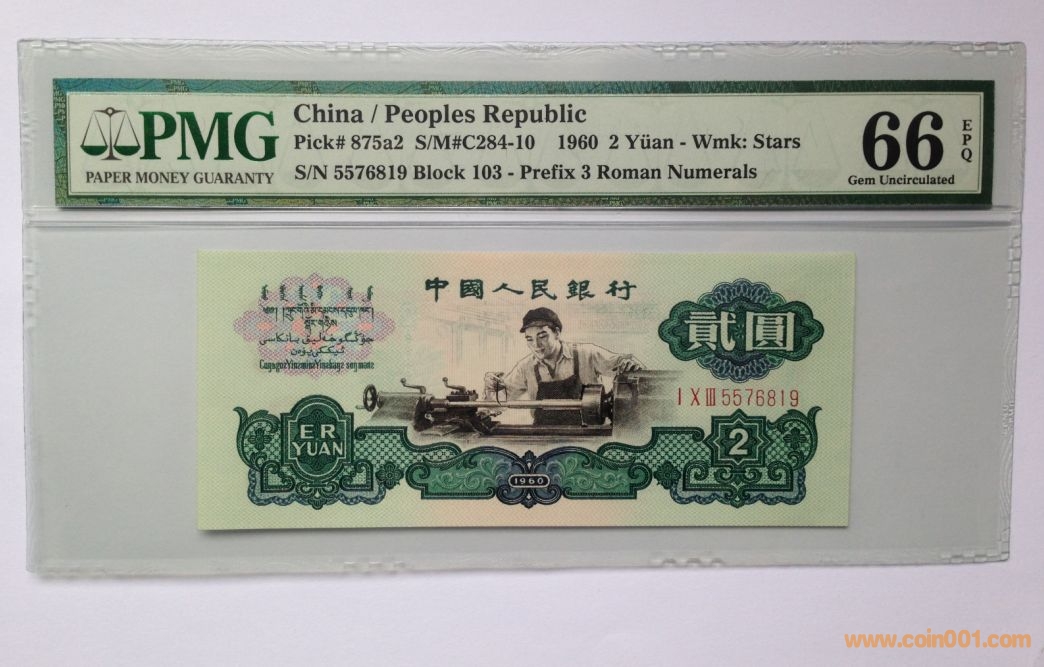 PMG
PAPER MONEY GUARANTY
China / Peoples Republic
Pick# 875a2 S/M#C284-10 1960 2 Yüan - Wmk: Stars
S/N 5576819 Block 103 - Prefix 3 Roman Numerals
66
EPQ
Gem Uncirculated
中國人民銀行
貳圓
I X III 5576819
ER
YUAN
1960
2
www.coin001.com